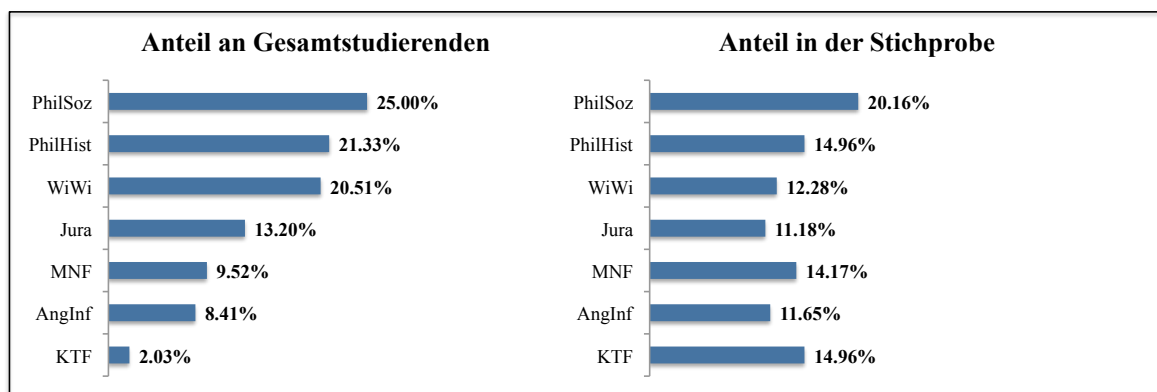 Anteil an Gesamtstudierenden
PhilSoz 25.00%
PhilHist 21.33%
WiWi 20.51%
Jura 13.20%
MNF 9.52%
AngInf 8.41%
KTF 2.03%
Anteil in der Stichprobe
PhilSoz 20.16%
PhilHist 14.96%
WiWi 12.28%
Jura 11.18%
MNF 14.17%
AngInf 11.65%
KTF 14.96%